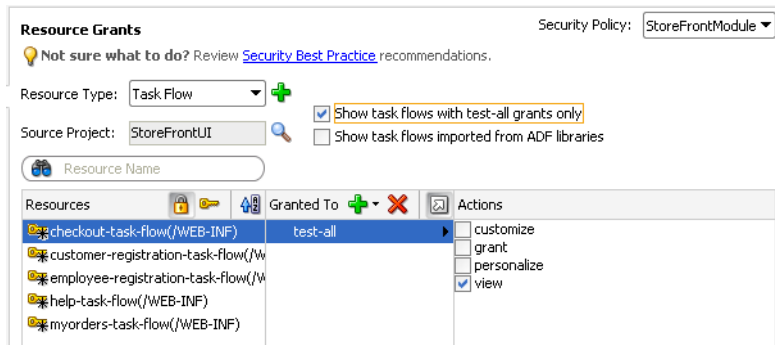 Resource Grants
Security Policy: StoreFrontModule
Not sure what to do? Review Security Best Practice recommendations.
Resource Type: Task Flow
Show task flows with test-all grants only
Source Project: StoreFrontUI
Show task flows imported from ADF libraries
Resource Name
Resources Granted To Actions
checkout-task-flow(/WEB-INF) test-all customize
grant
customer-registration-task-flow(/W
personalize
employee-registration-task-flow(/W
view
help-task-flow(/WEB-INF)
myorders-task-flow(/WEB-INF)